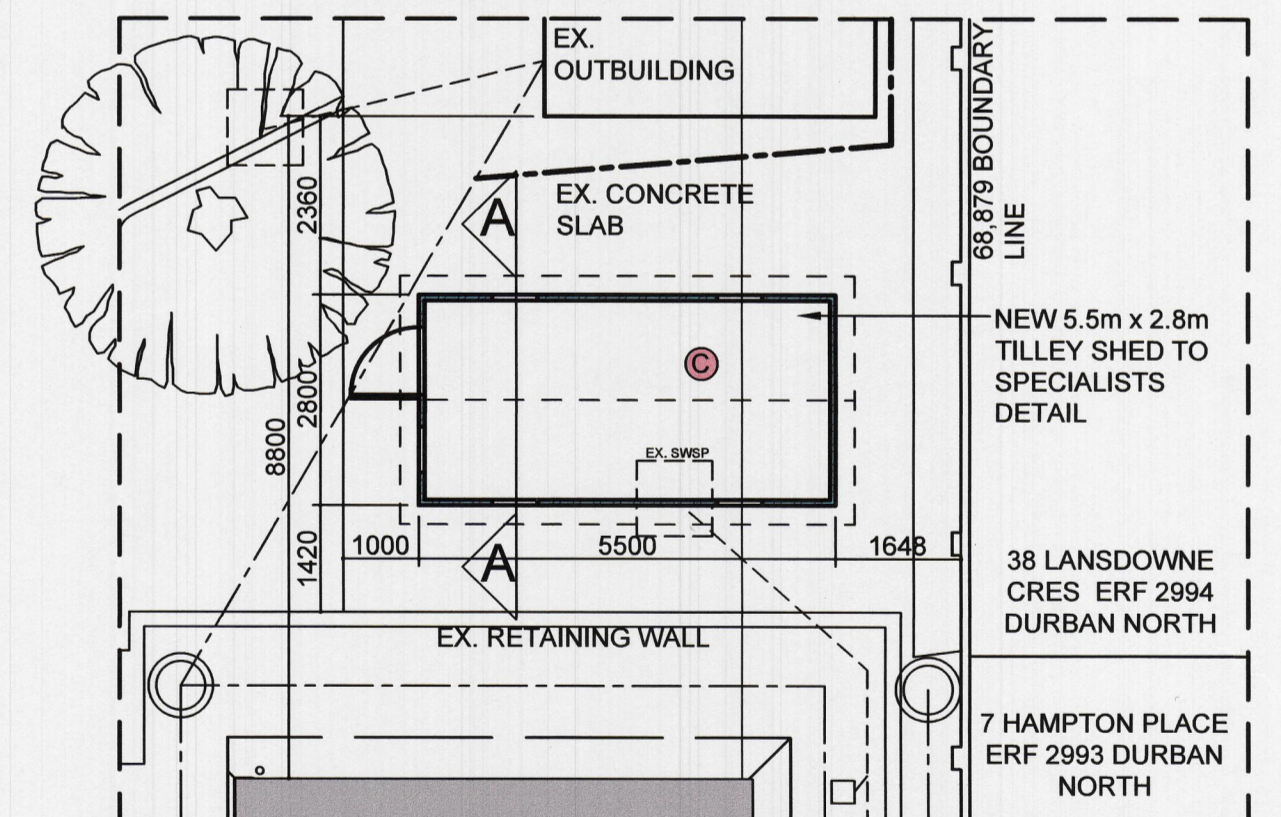 EX.
OUTBUILDING
68,879 BOUNDARY
LINE
2360
EX. CONCRETE
SLAB
A
NEW 5.5m x 2.8m
TILLEY SHED TO
SPECIALISTS
DETAIL
C
2800
8800
EX. SWSP
1420
1000
5500
1648
A
38 LANSDOWNE
CRES ERF 2994
DURBAN NORTH
EX. RETAINING WALL
7 HAMPTON PLACE
ERF 2993 DURBAN
NORTH